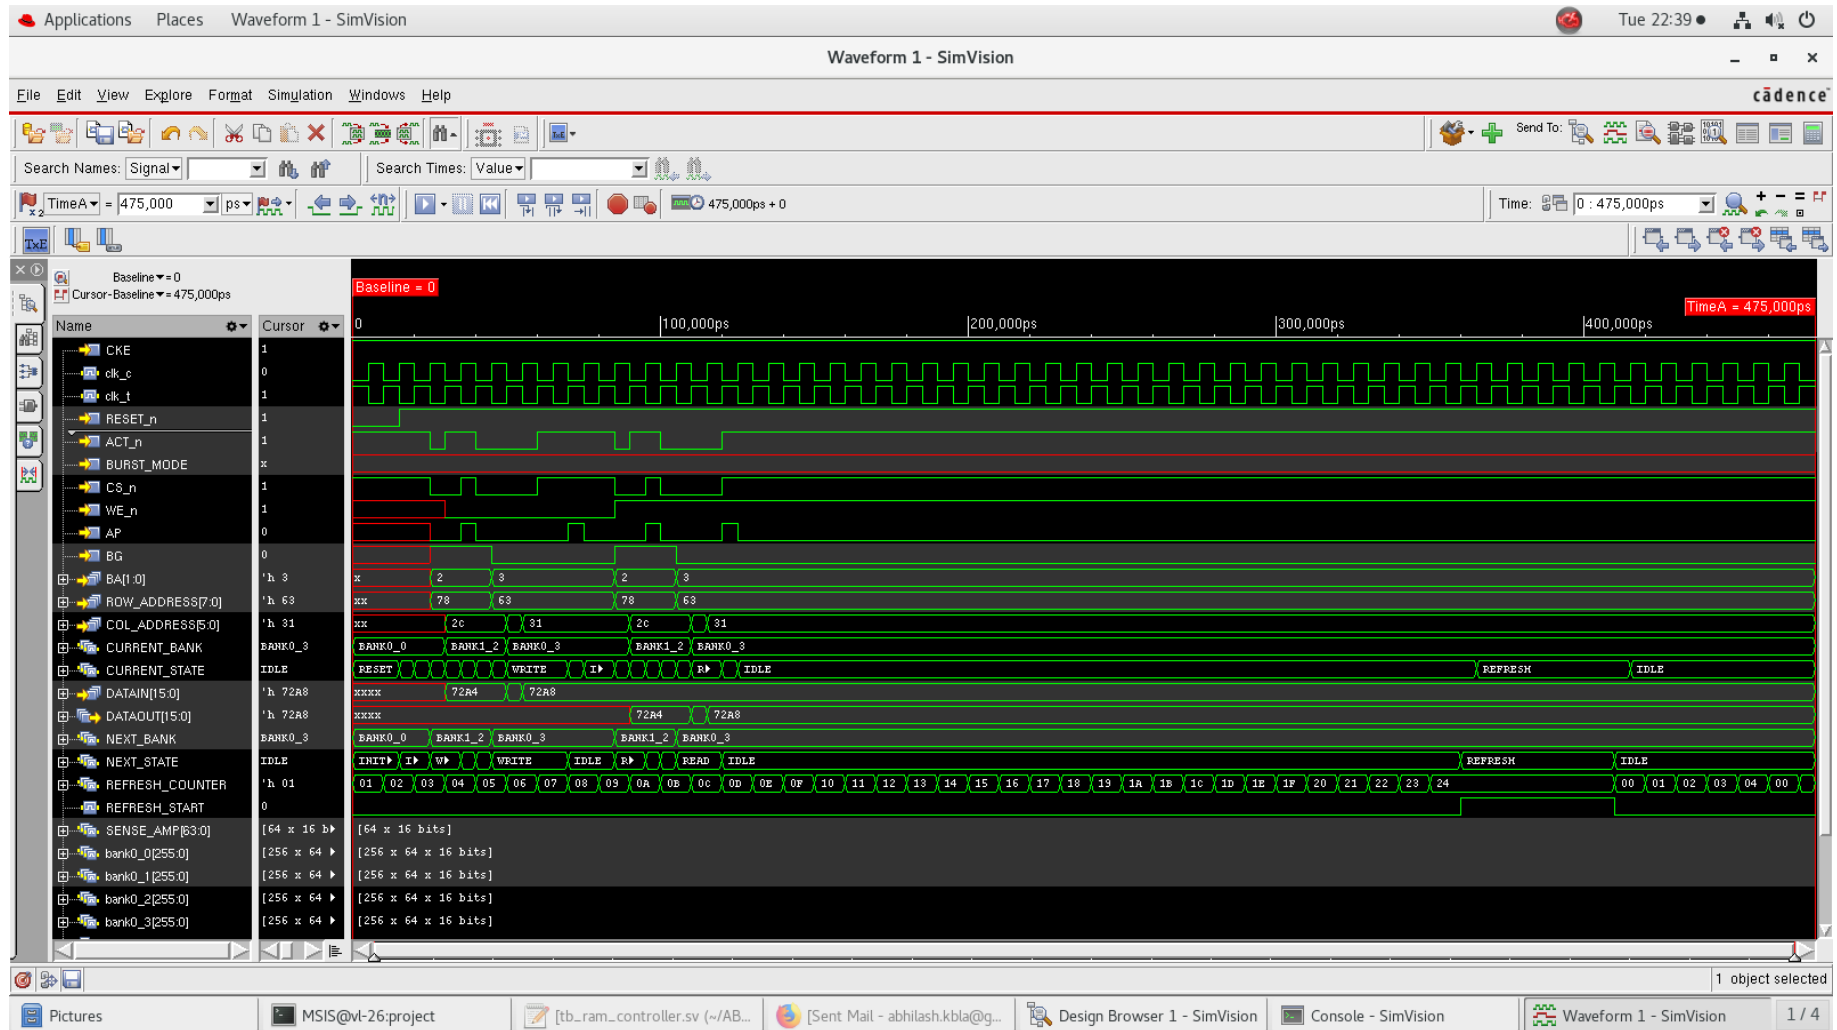 Applications Places Waveform 1 - SimVision Tue 22:39
Waveform 1 - SimVision
File Edit View Explore Format Simulation Windows Help cādence
Send To:
Search Names: Signal Search Times: Value
TimeA = 475,000 ps 475,000ps + 0 Time: 0 : 475,000ps
TxE
Baseline = 0
Cursor-Baseline = 475,000ps
Baseline = 0
TimeA = 475,000ps
Name Cursor 0 100,000ps 200,000ps 300,000ps 400,000ps
CKE 1
clk_c 0
clk_t 1
RESET_n 1
ACT_n 1
BURST_MODE x
CS_n 1
WE_n 1
AP 0
BG 0
BA[1:0] 'h 3 x 2 3 2 3
ROW_ADDRESS[7:0] 'h 63 xx 78 63 78 63
COL_ADDRESS[5:0] 'h 31 xx 2c 31 2c 31
CURRENT_BANK BANK0_3 BANK0_0 BANK1_2 BANK0_3 BANK1_2 BANK0_3
CURRENT_STATE IDLE RESET WRITE I R IDLE REFRESH IDLE
DATAIN[15:0] 'h 72A8 xxxx 72A4 72A8
DATAOUT[15:0] 'h 72A8 xxxx 72A4 72A8
NEXT_BANK BANK0_3 BANK0_0 BANK1_2 BANK0_3 BANK1_2 BANK0_3
NEXT_STATE IDLE INIT I W WRITE IDLE R READ IDLE REFRESH IDLE
REFRESH_COUNTER 'h 01 01 02 03 04 05 06 07 08 09 0A 0B 0C 0D 0E 0F 10 11 12 13 14 15 16 17 18 19 1A 1B 1C 1D 1E 1F 20 21 22 23 24 00 01 02 03 04 00
REFRESH_START 0
SENSE_AMP[63:0] [64 x 16 b [64 x 16 bits]
bank0_0[255:0] [256 x 64 [256 x 64 x 16 bits]
bank0_1[255:0] [256 x 64 [256 x 64 x 16 bits]
bank0_2[255:0] [256 x 64 [256 x 64 x 16 bits]
bank0_3[255:0] [256 x 64 [256 x 64 x 16 bits]
1 object selected
Pictures MSIS@vl-26:project [tb_ram_controller.sv (~/AB... [Sent Mail - abhilash.kbla@g... Design Browser 1 - SimVision Console - SimVision Waveform 1 - SimVision 1 / 4